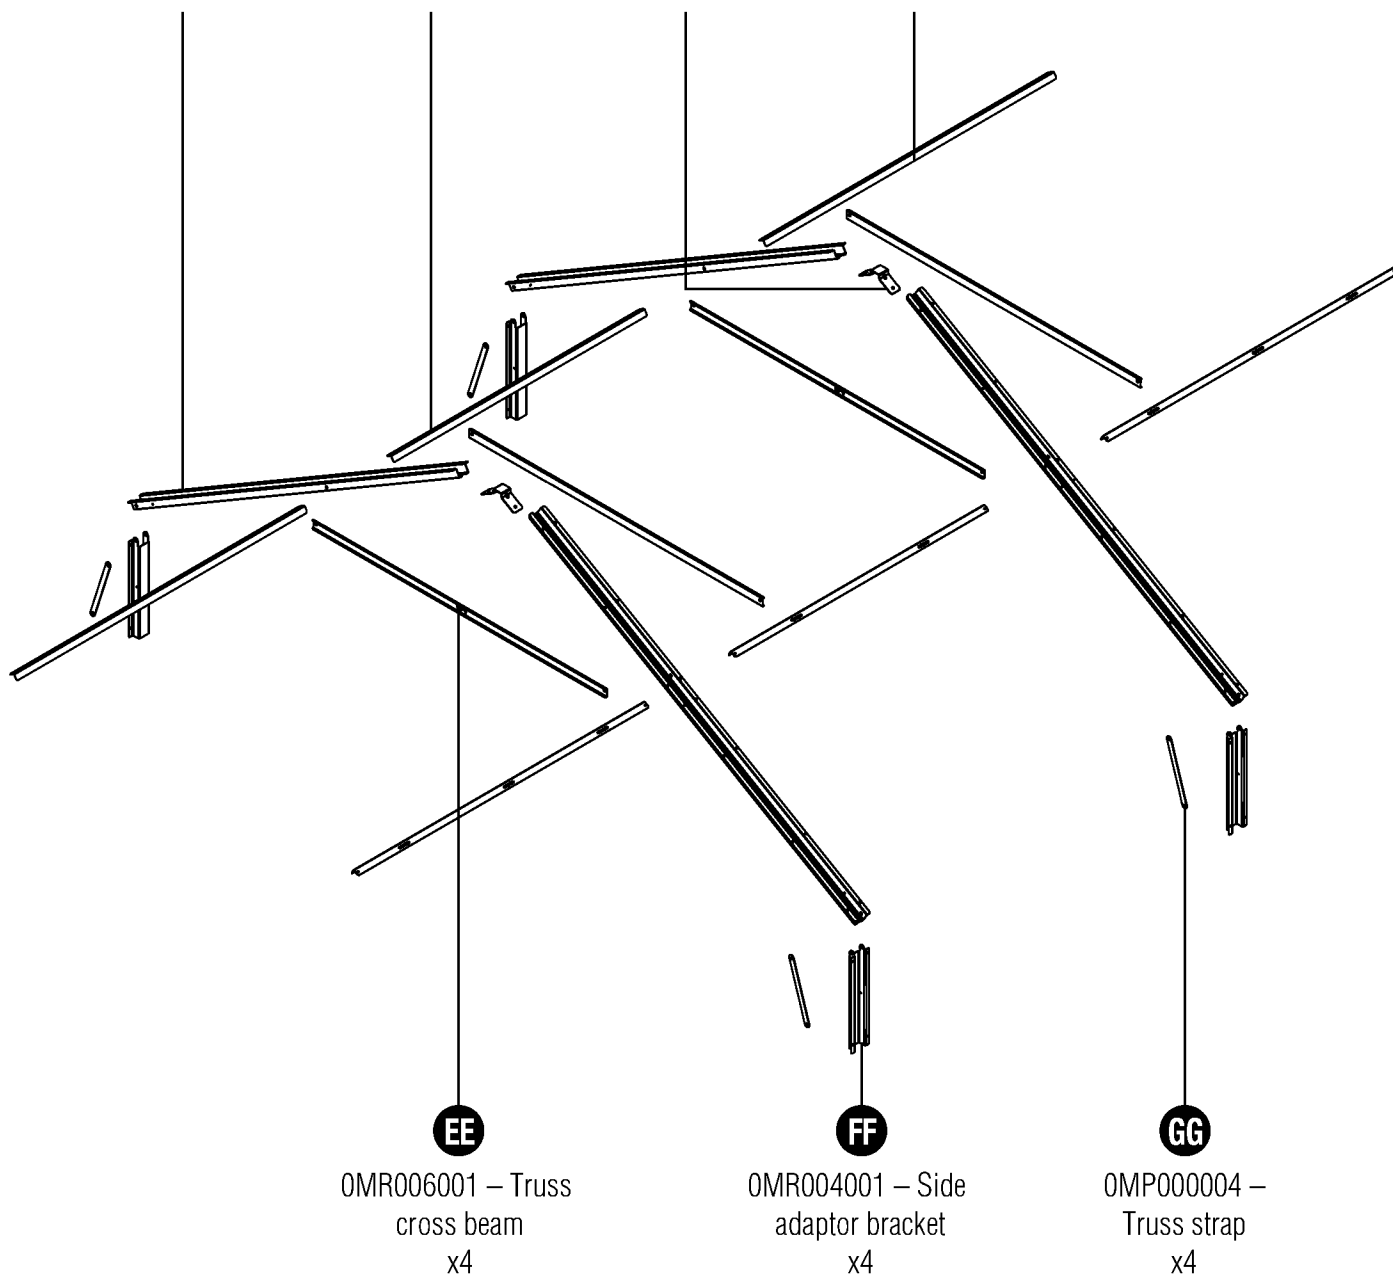 EE
0MR006001 – Truss
cross beam
x4
FF
0MR004001 – Side
adaptor bracket
x4
GG
0MP000004 –
Truss strap
x4